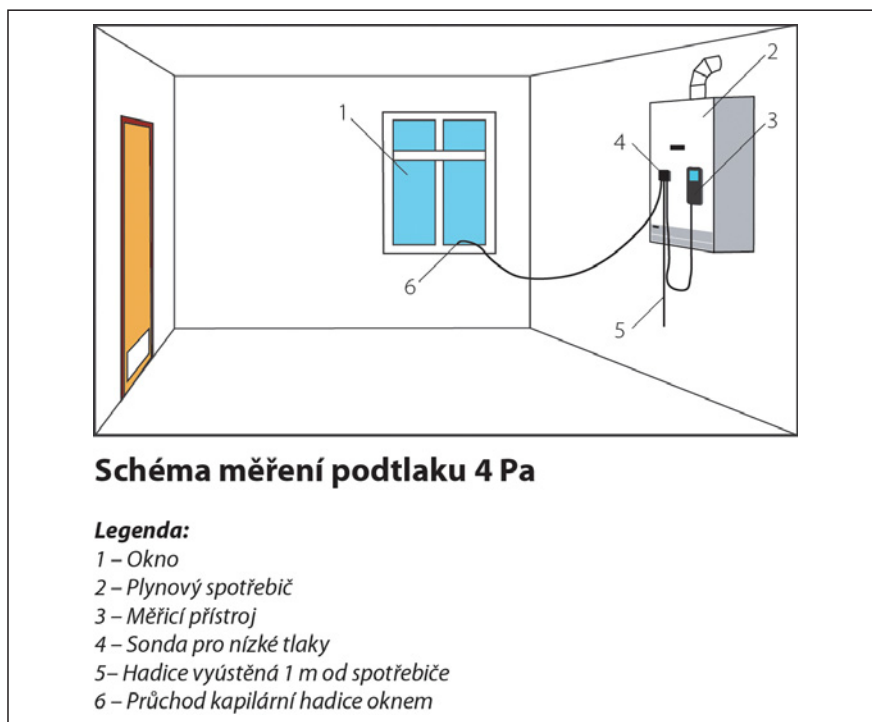 1
2
3
4
5
6
Schéma měření podtlaku 4 Pa
Legenda:
1 – Okno
2 – Plynový spotřebič
3 – Měřicí přístroj
4 – Sonda pro nízké tlaky
5– Hadice vyústěná 1 m od spotřebiče
6 – Průchod kapilární hadice oknem